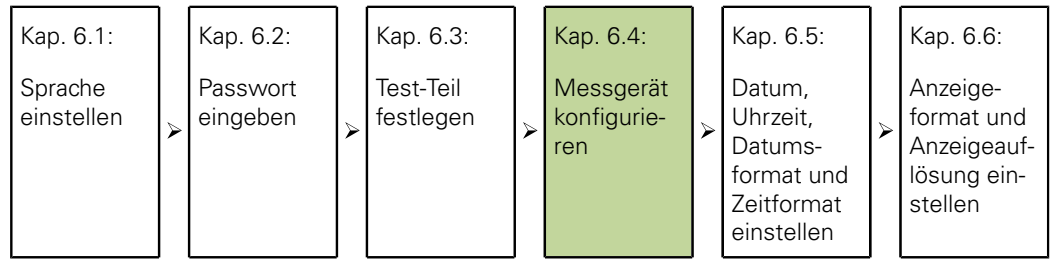 Kap. 6.1:
Sprache
einstellen
Kap. 6.2:
Passwort
eingeben
Kap. 6.3:
Test-Teil
festlegen
Kap. 6.4:
Messgerät
konfigurie-
ren
Kap. 6.5:
Datum,
Uhrzeit,
Datums-
format und
Zeitformat
einstellen
Kap. 6.6:
Anzeige-
format und
Anzeigeauf-
lösung ein-
stellen